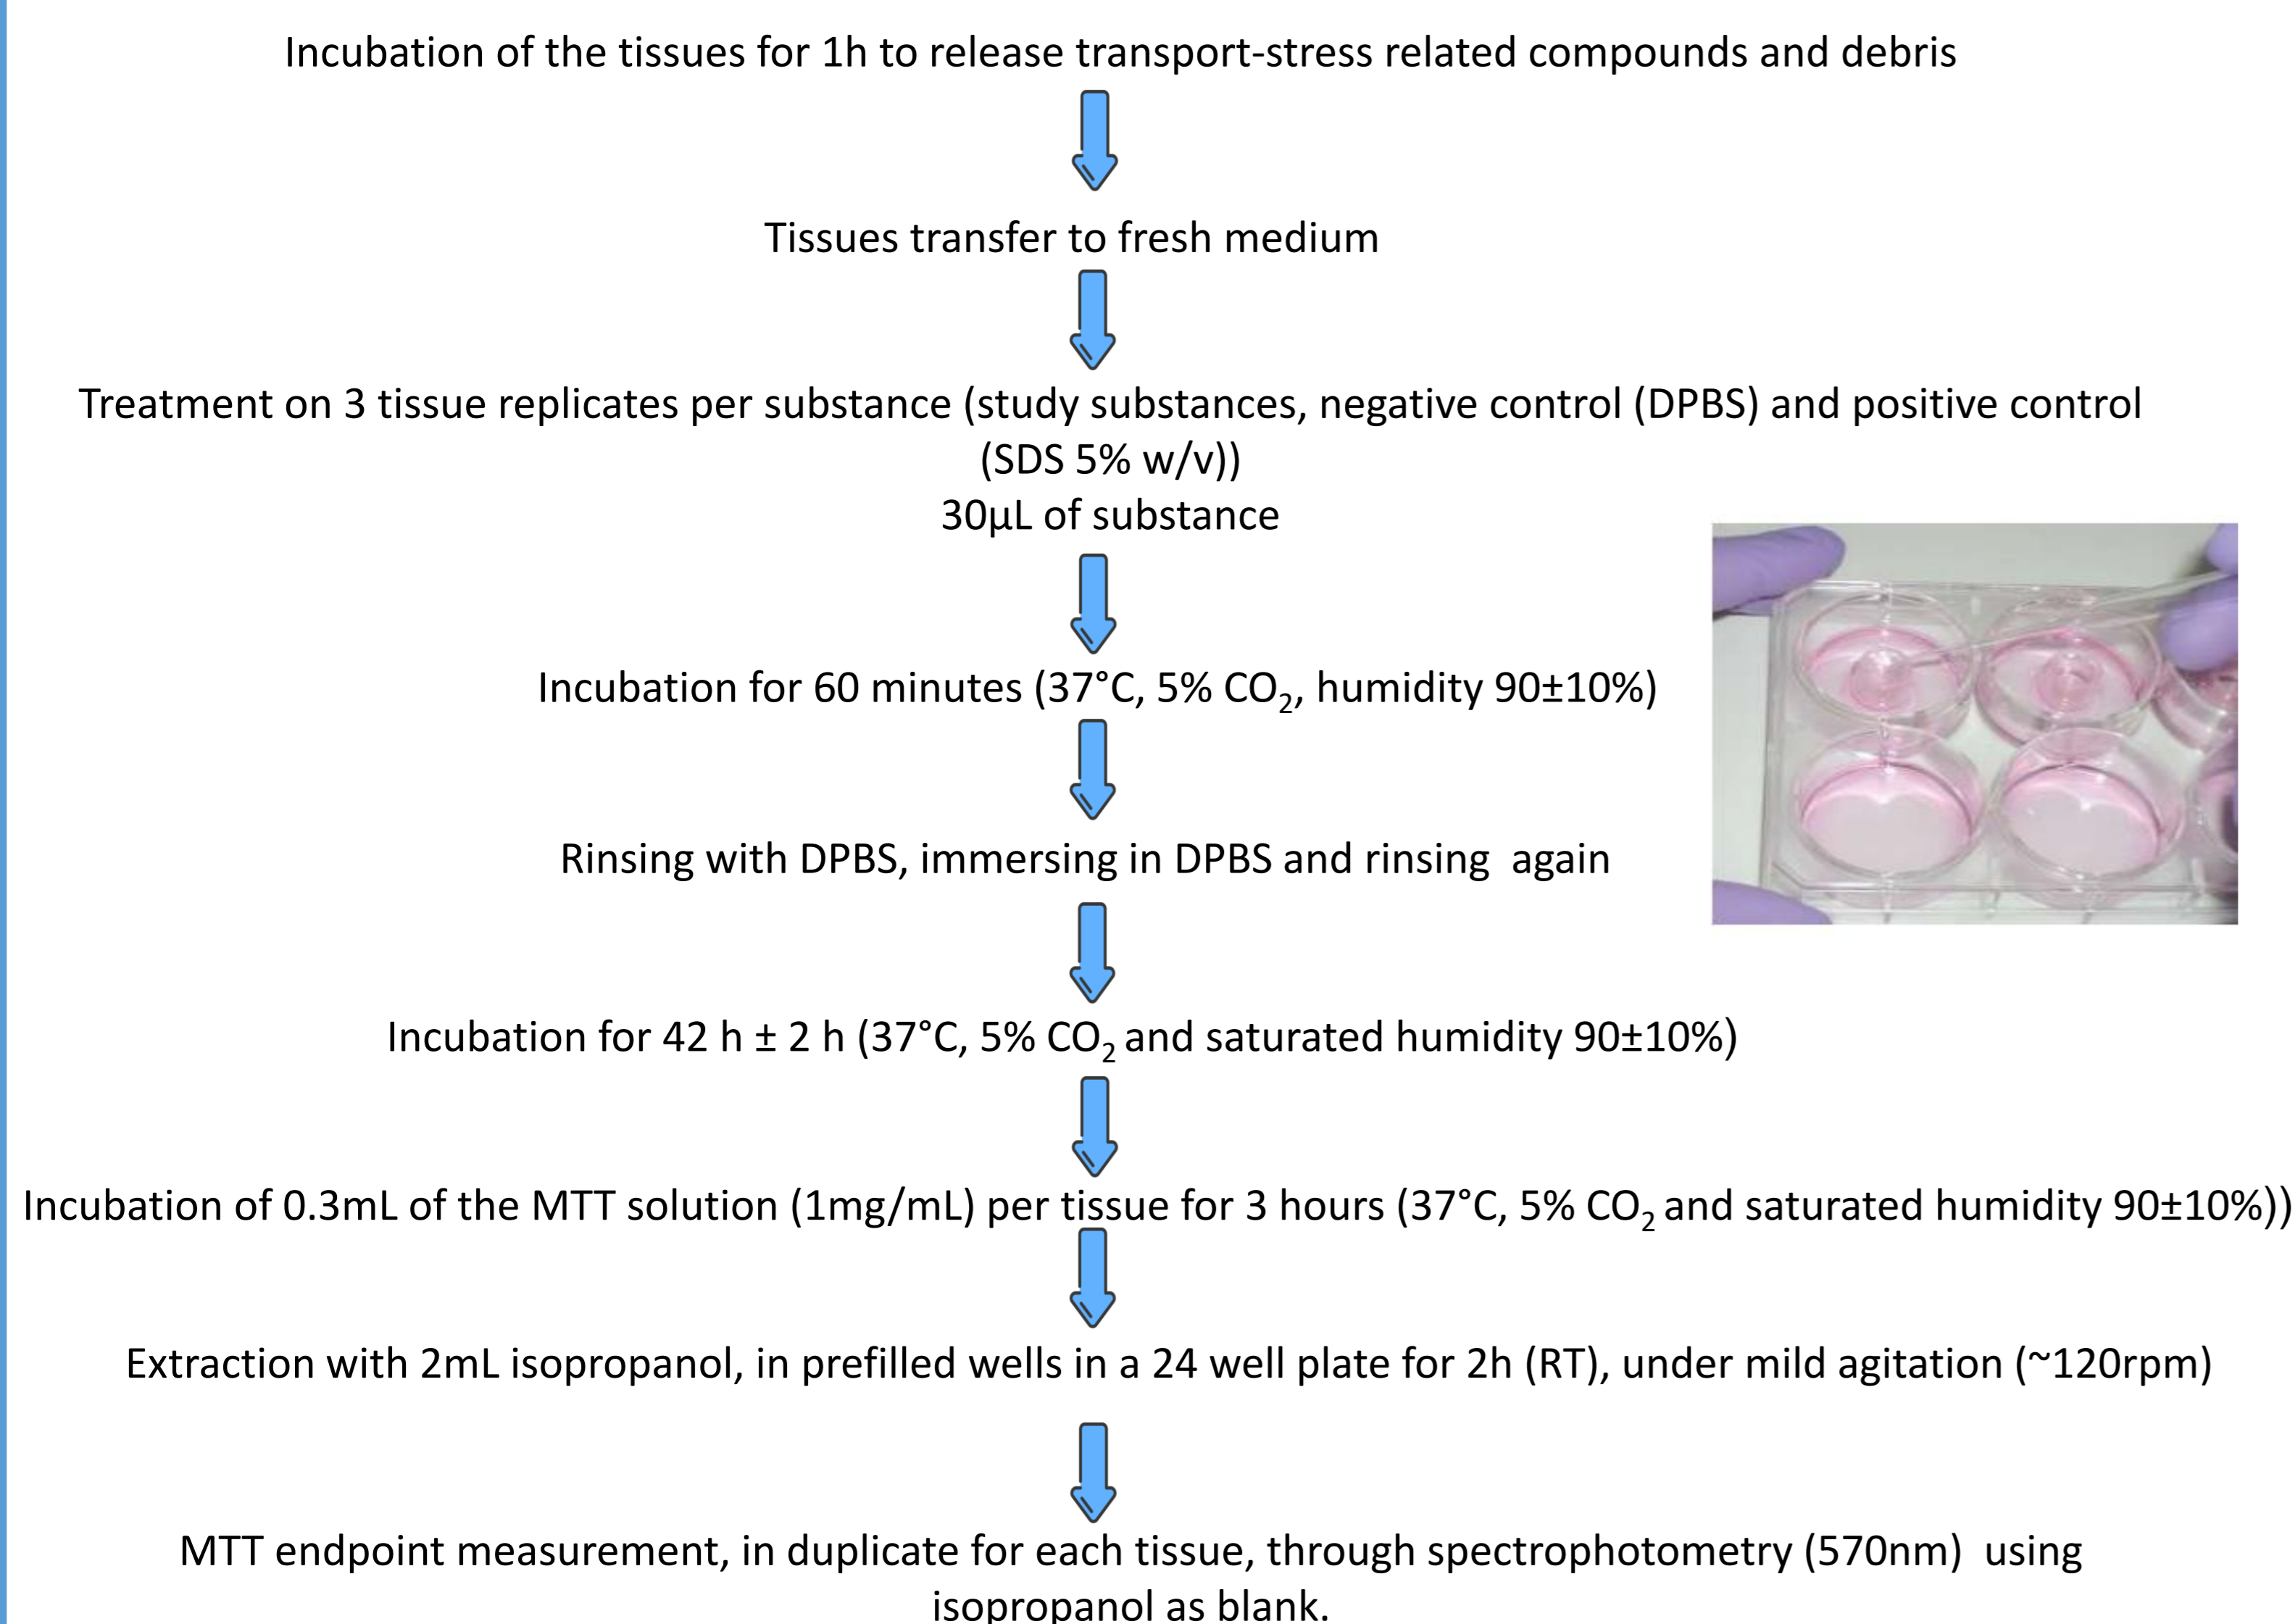 Incubation of the tissues for 1h to release transport-stress related compounds and debris
Tissues transfer to fresh medium
Treatment on 3 tissue replicates per substance (study substances, negative control (DPBS) and positive control
(SDS 5% w/v))
30µL of substance
Incubation for 60 minutes (37°C, 5% CO₂, humidity 90±10%)
Rinsing with DPBS, immersing in DPBS and rinsing  again
Incubation for 42 h ± 2 h (37°C, 5% CO₂ and saturated humidity 90±10%)
Incubation of 0.3mL of the MTT solution (1mg/mL) per tissue for 3 hours (37°C, 5% CO₂ and saturated humidity 90±10%))
Extraction with 2mL isopropanol, in prefilled wells in a 24 well plate for 2h (RT), under mild agitation (~120rpm)
MTT endpoint measurement, in duplicate for each tissue, through spectrophotometry (570nm)  using
isopropanol as blank.